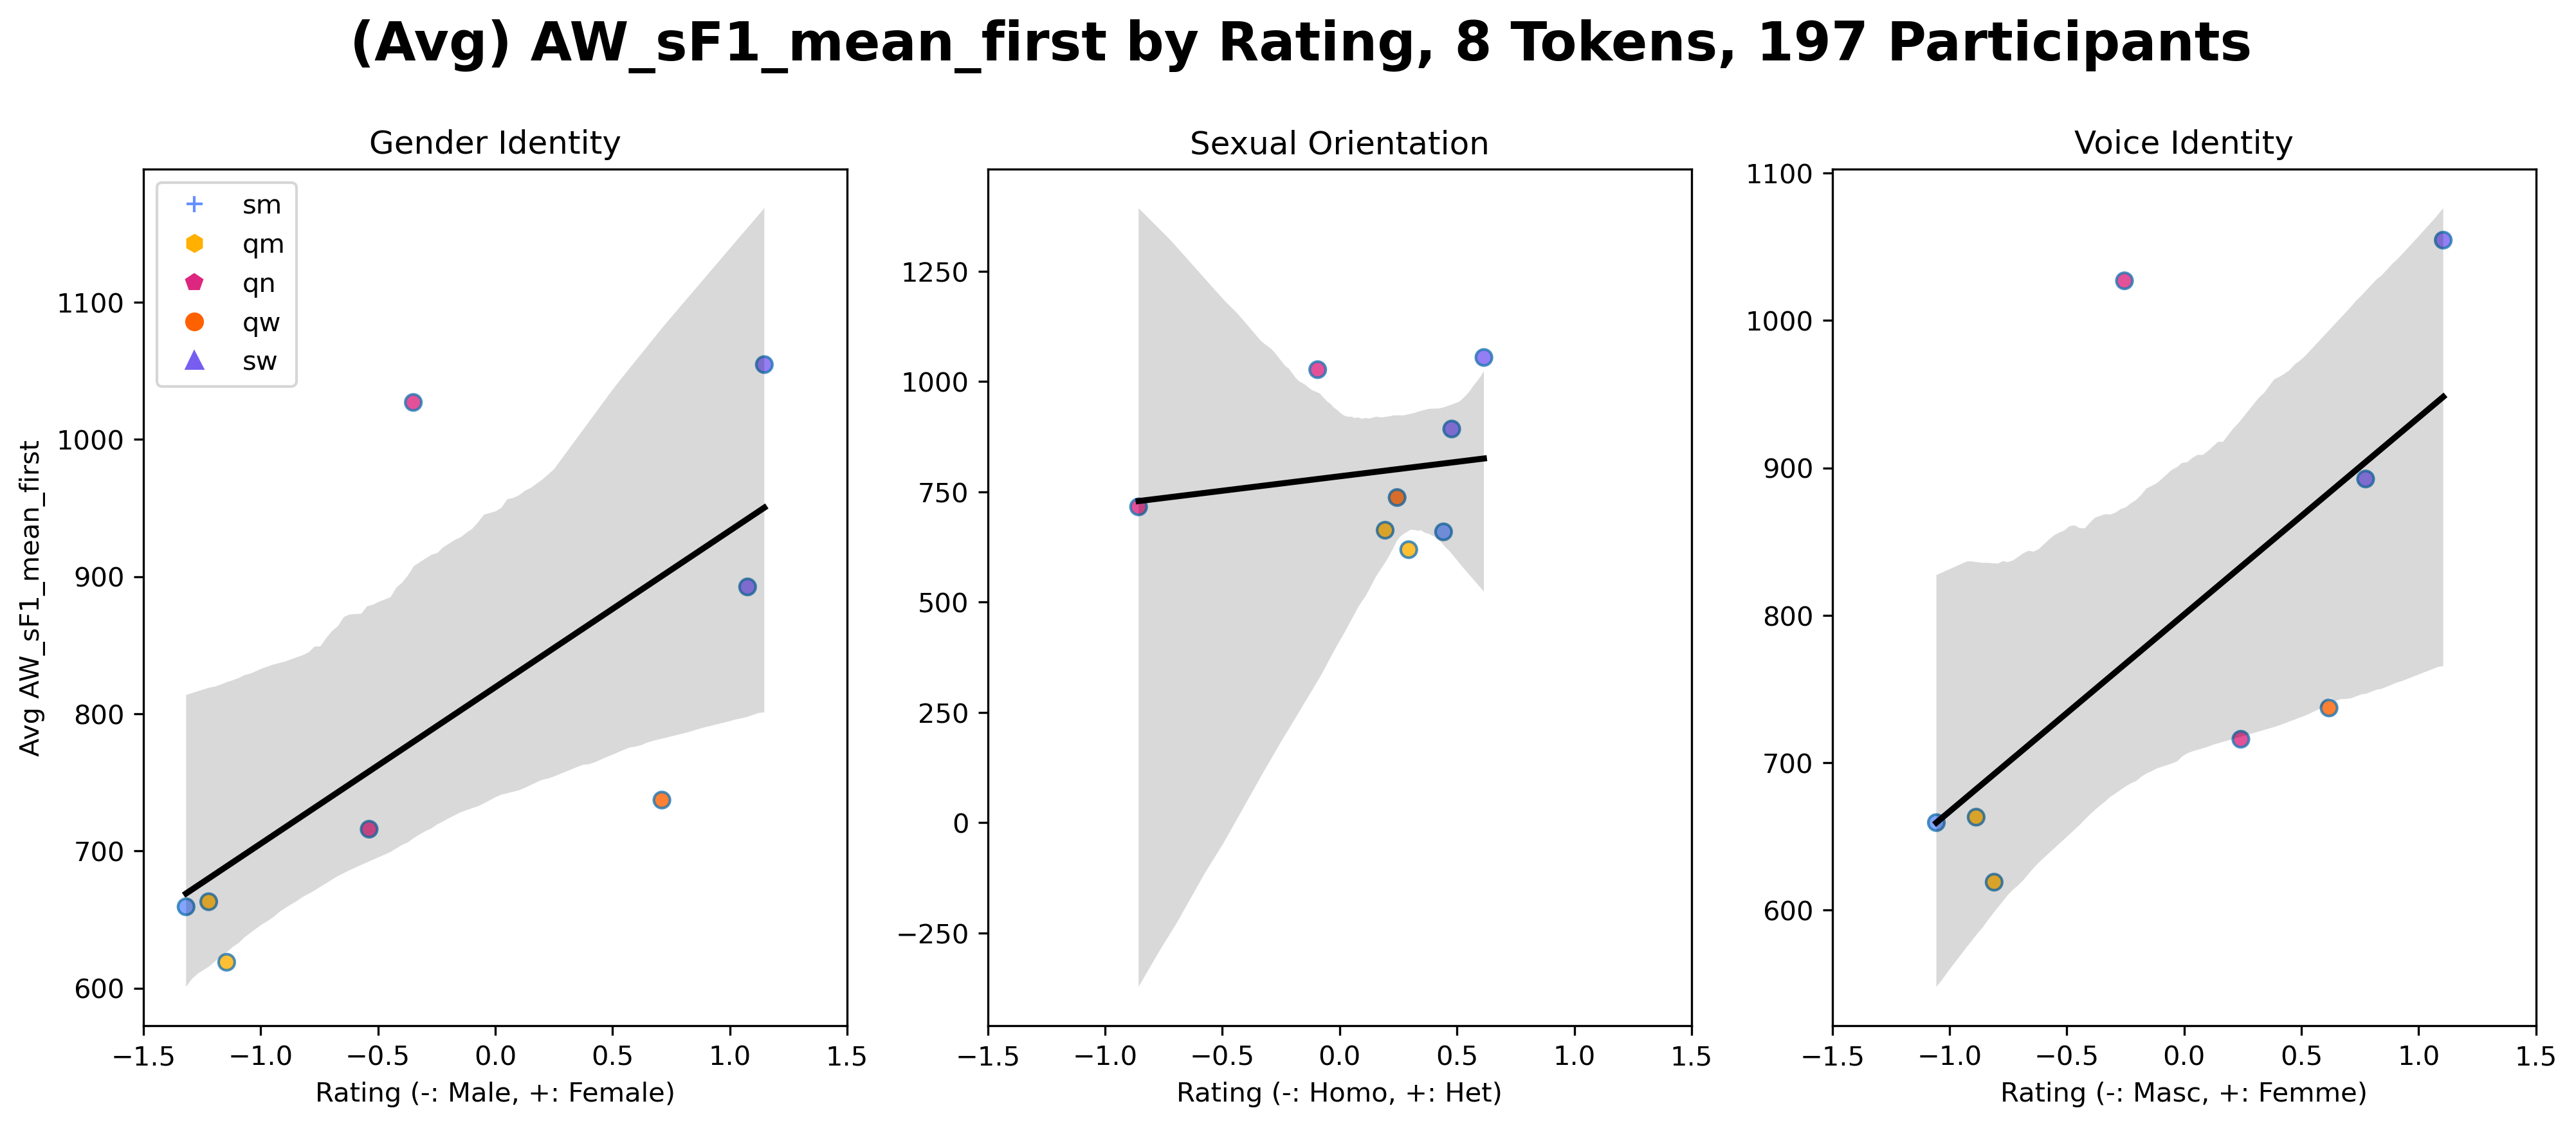 (Avg) AW_sF1_mean_first by Rating, 8 Tokens, 197 Participants
Gender Identity
sm
qm
qn
qw
sw
1100
1000
900
800
700
600
Avg AW_sF1_mean_first
−1.5 −1.0 −0.5 0.0 0.5 1.0 1.5
Rating (-: Male, +: Female)
Sexual Orientation
1250
1000
750
500
250
0
−250
−1.5 −1.0 −0.5 0.0 0.5 1.0 1.5
Rating (-: Homo, +: Het)
Voice Identity
1100
1000
900
800
700
600
−1.5 −1.0 −0.5 0.0 0.5 1.0 1.5
Rating (-: Masc, +: Femme)